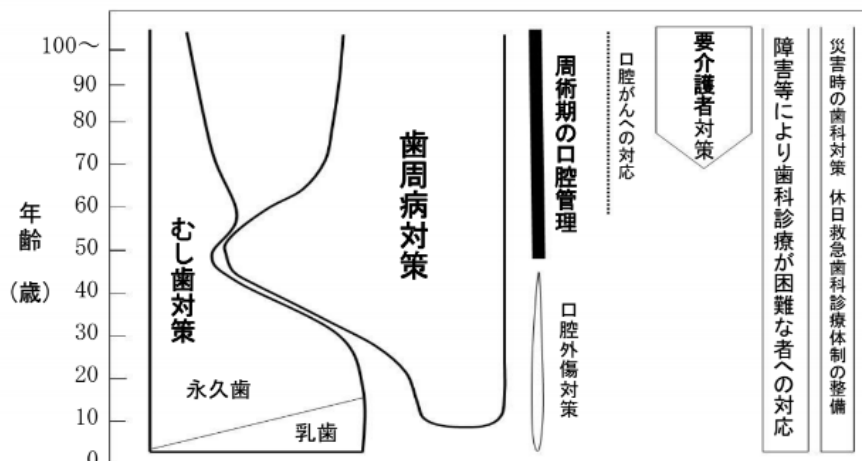 100～
90
80
70
60
50
40
30
20
10
0
年齢
（歳）
むし歯対策
永久歯
乳歯
歯周病対策
周術期の口腔管理
口腔外傷対策
口腔がんへの対応
要介護者対策
障害等により歯科診療が困難な者への対応
災害時の歯科対策 休日救急歯科診療体制の整備